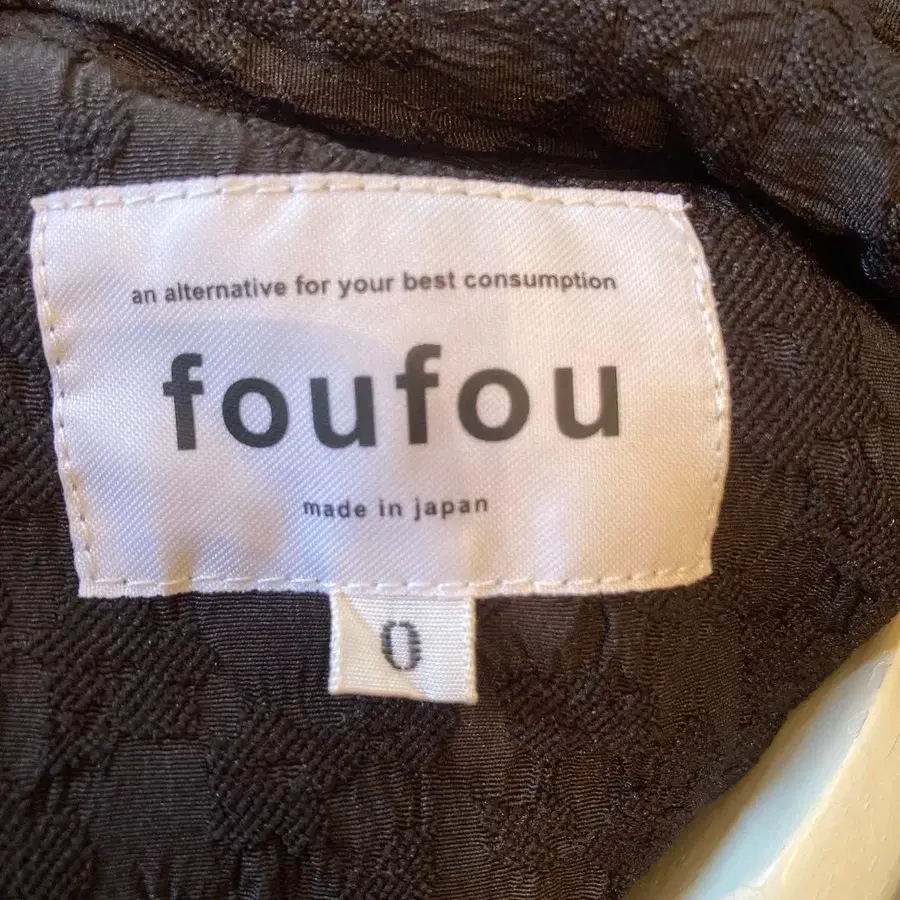 an alternative for your best consumption
foufou
made in japan
0